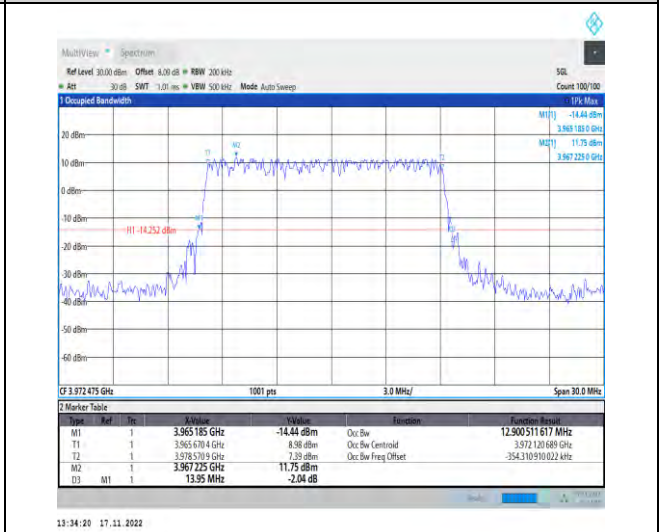 MultiView Spectrum
Ref Level 30.00 dBm Offset 8.09 dB RBW 200 kHz SGL
Att 30 dB SWT 1.01 ms VBW 500 kHz Mode Auto Sweep Count 100/100
1 Occupied Bandwidth 1Pk Max
M1[1] -14.44 dBm
3.965 185 0 GHz
M2[1] 11.75 dBm
3.967 225 0 GHz
20 dBm
T1 M2 T2
10 dBm
0 dBm
-10 dBm
M1
H1 -14.252 dBm
-20 dBm
-30 dBm
-40 dBm
-50 dBm
-60 dBm
CF 3.972 475 GHz 1001 pts 3.0 MHz/ Span 30.0 MHz
2 Marker Table
Type Ref Trc X-Value Y-Value Function Function Result
M1 1 3.965 185 GHz -14.44 dBm Occ Bw 12.900 511 617 MHz
T1 1 3.965 670 4 GHz 8.98 dBm Occ Bw Centroid 3.972 120 689 GHz
T2 1 3.978 570 9 GHz 7.39 dBm Occ Bw Freq Offset -354.310 910 022 kHz
M2 1 3.967 225 GHz 11.75 dBm
D3 M1 1 13.95 MHz -2.04 dB
13:34:20 17.11.2022